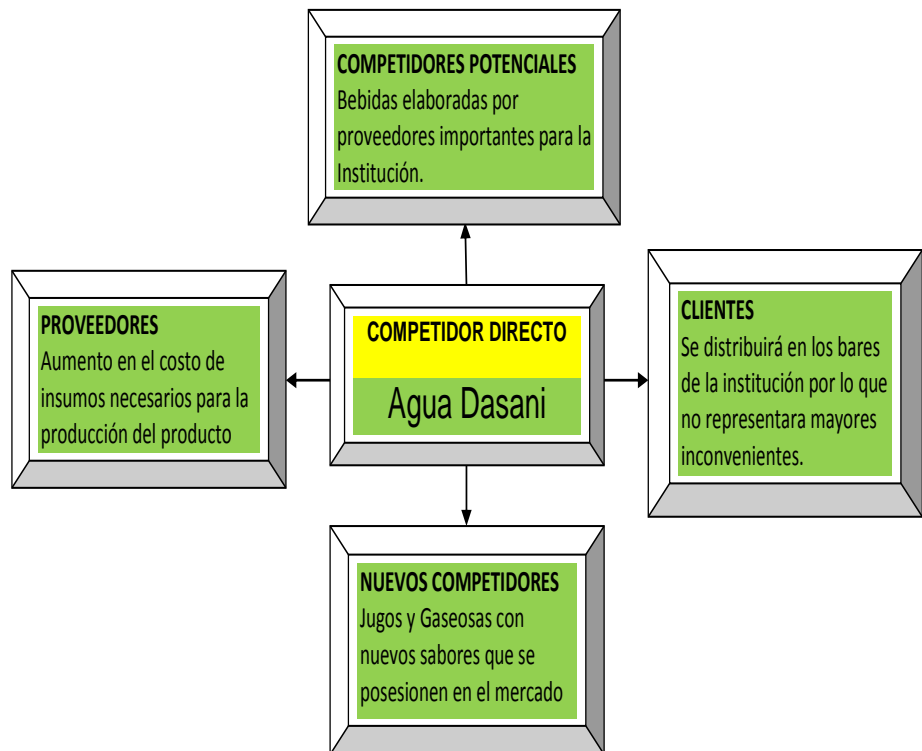 COMPETIDORES POTENCIALES
Bebidas elaboradas por
proveedores importantes para la
Institución.
PROVEEDORES
Aumento en el costo de
insumos necesarios para la
producción del producto
COMPETIDOR DIRECTO
Agua Dasani
CLIENTES
Se distribuirá en los bares
de la institución por lo que
no representara mayores
inconvenientes.
NUEVOS COMPETIDORES
Jugos y Gaseosas con
nuevos sabores que se
posesionen en el mercado